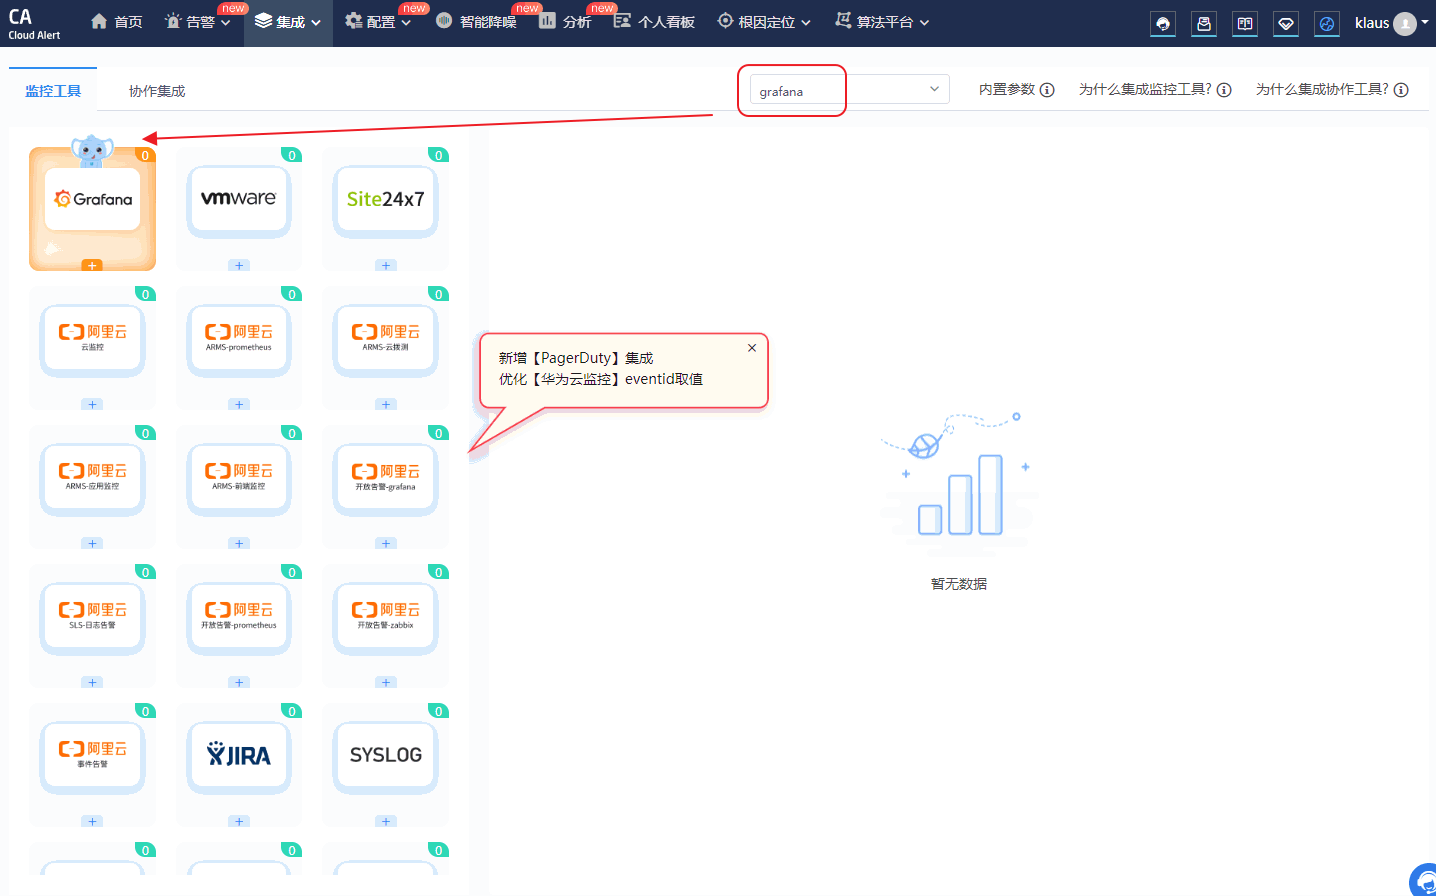 CA
Cloud Alert
首页
告警
new
集成
配置
new
智能降噪
new
分析
new
个人看板
根因定位
算法平台
klaus
监控工具
协作集成
grafana
内置参数
为什么集成监控工具?
为什么集成协作工具?
0
Grafana
+
0
vmware
+
0
Site24x7
+
0
阿里云
云监控
+
0
阿里云
ARMS-prometheus
+
0
阿里云
ARMS-云拨测
+
新增【PagerDuty】集成
优化【华为云监控】eventid取值
0
阿里云
ARMS-应用监控
+
0
阿里云
ARMS-前端监控
+
0
阿里云
开放告警-grafana
+
暂无数据
0
阿里云
SLS-日志告警
+
0
阿里云
开放告警-prometheus
+
0
阿里云
开放告警-zabbix
+
0
阿里云
事件告警
+
0
JIRA
+
0
SYSLOG
+
0
0
0